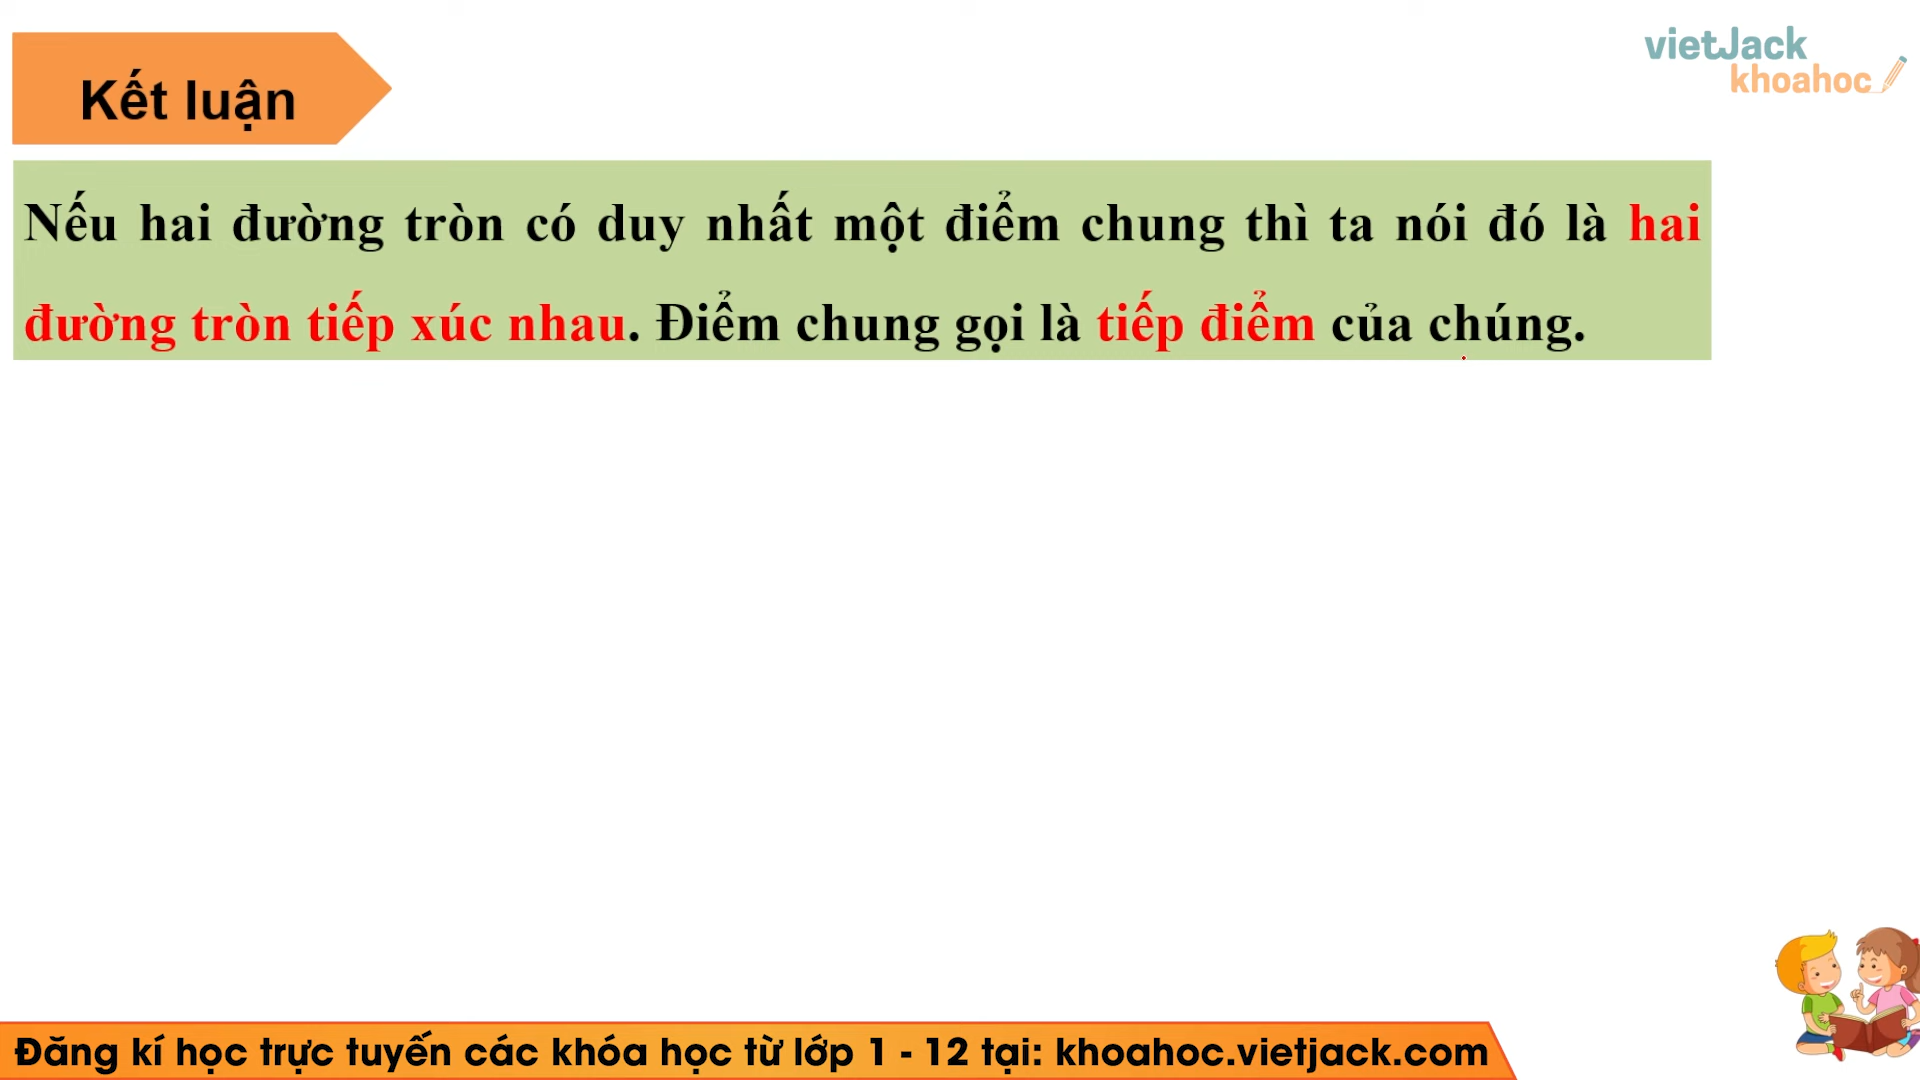 vietJack
khoahoc
Kết luận
Nếu hai đường tròn có duy nhất một điểm chung thì ta nói đó là hai
đường tròn tiếp xúc nhau. Điểm chung gọi là tiếp điểm của chúng.
Đăng kí học trực tuyến các khóa học từ lớp 1 - 12 tại: khoahoc.vietjack.com